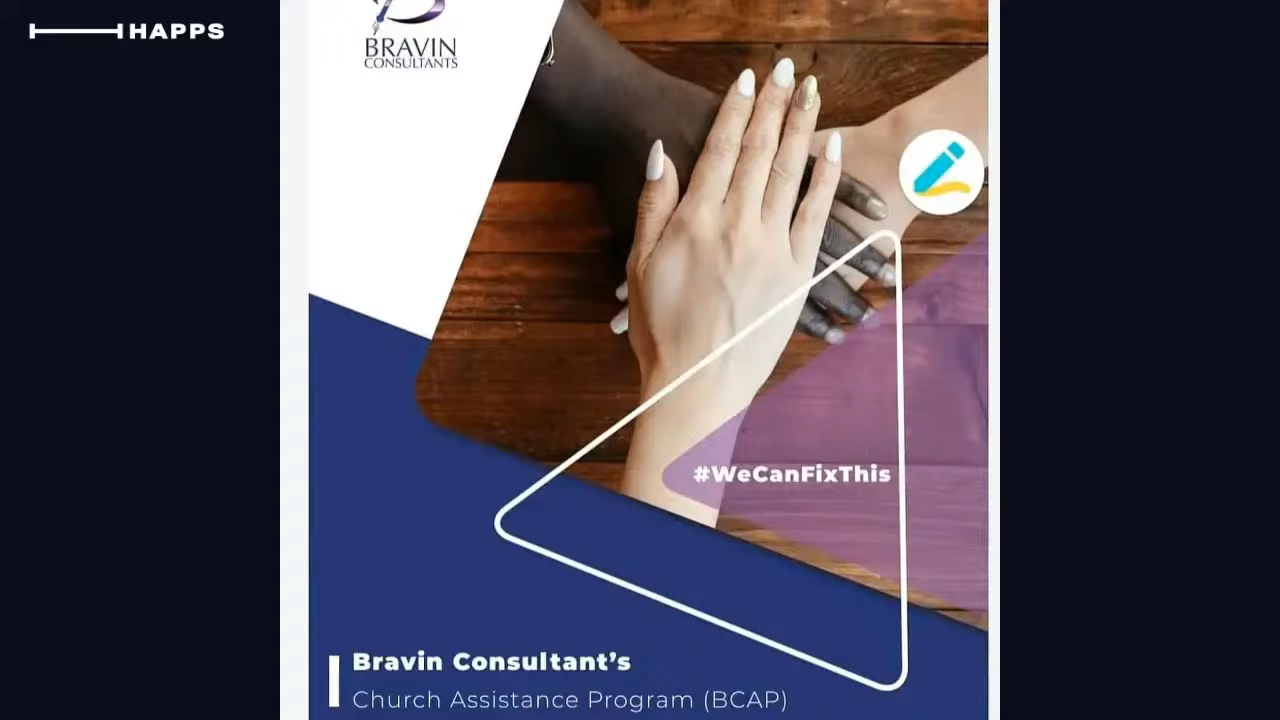 HAPPS
BRAVIN
CONSULTANTS
#WeCanFixThis
Bravin Consultant's
Church Assistance Program (BCAP)